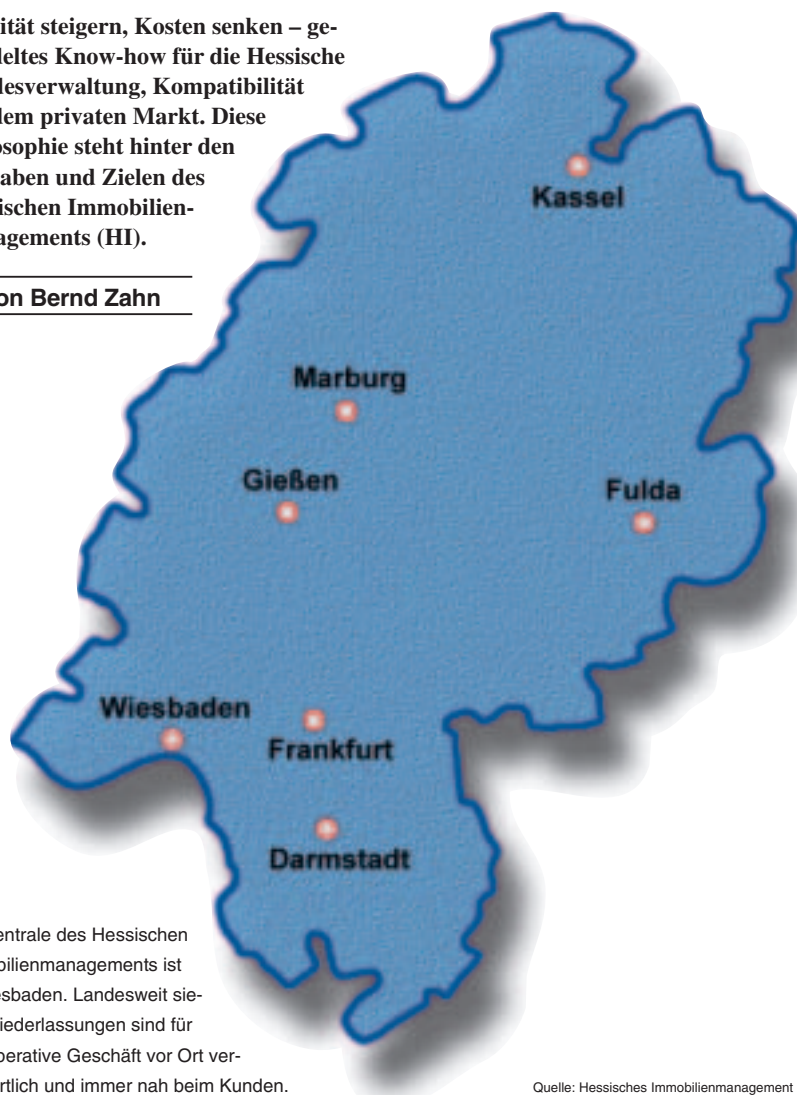 ität steigern, Kosten senken – ge-
deltes Know-how für die Hessische
desverwaltung, Kompatibilität
dem privaten Markt. Diese
osophie steht hinter den
aben und Zielen des
ischen Immobilien-
agements (HI).
on Bernd Zahn
Kassel
Marburg
Gießen
Fulda
Wiesbaden
Frankfurt
Darmstadt
entrale des Hessischen
bilienmanagements ist
esbaden. Landesweit sie-
iederlassungen sind für
perative Geschäft vor Ort ver-
rtlich und immer nah beim Kunden.
Quelle: Hessisches Immobilienmanagement